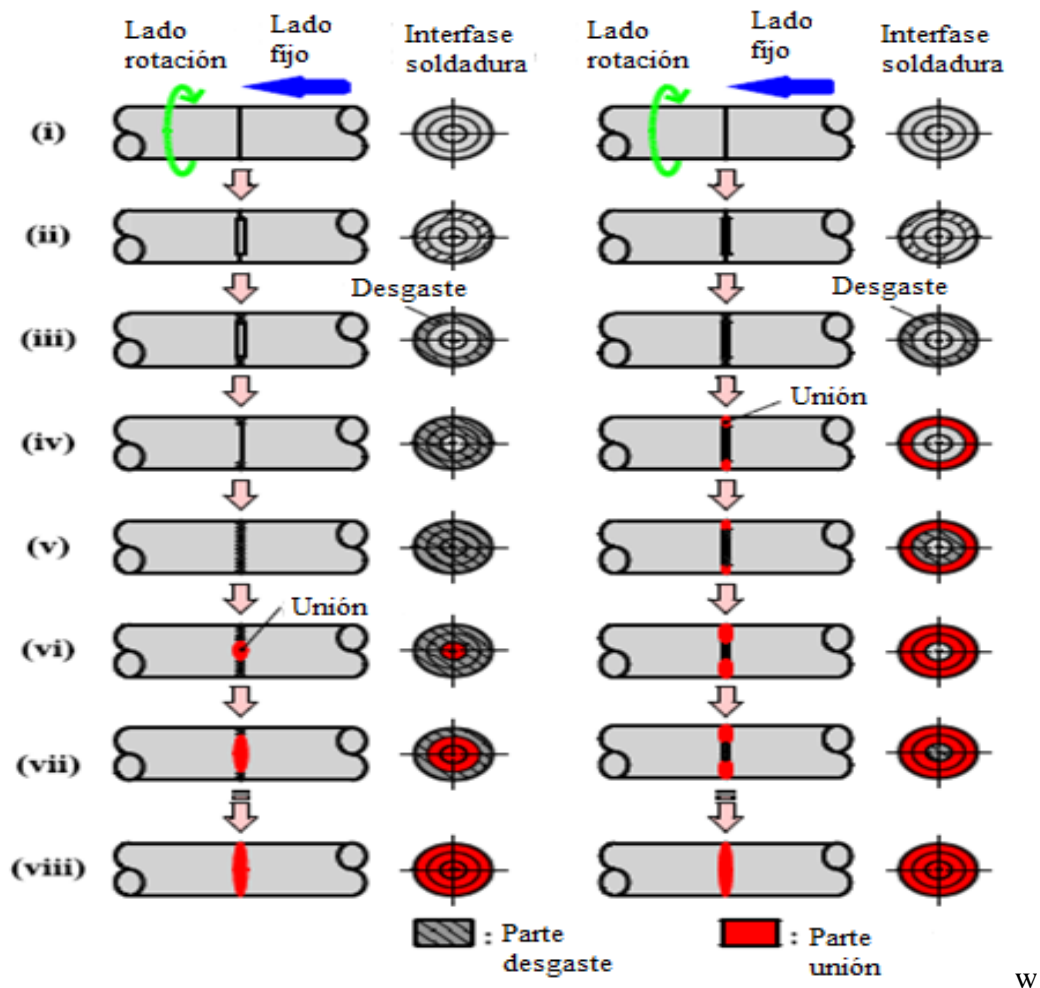 Lado
rotación
Lado
fijo
Interfase
soldadura
Lado
rotación
Lado
fijo
Interfase
soldadura
(i)
(ii)
Desgaste
Desgaste
(iii)
Unión
(iv)
(v)
Unión
(vi)
(vii)
(viii)
: Parte
desgaste
: Parte
unión
w